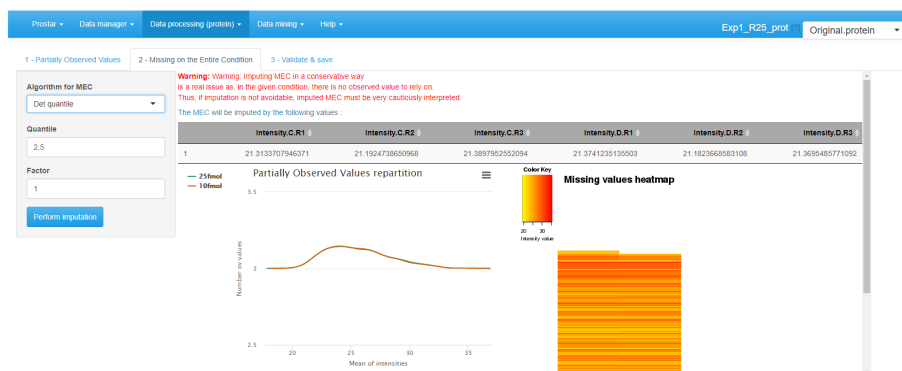 Prostar Data manager Data processing (protein) Data mining Help
Exp1_R25_prot Original.protein
1 - Partially Observed Values 2 - Missing on the Entire Condition 3 - Validate & save
Algorithm for MEC
Det quantile
Quantile
2,5
Factor
1
Perform imputation
Warning: Warning: Imputing MEC in a conservative way
is a real issue as, in the given condition, there is no observed value to rely on.
Thus, if imputation is not avoidable, imputed MEC must be very cautiously interpreted.
The MEC will be imputed by the following values :
Intensity.C.R1 Intensity.C.R2 Intensity.C.R3 Intensity.D.R1 Intensity.D.R2 Intensity.D.R3
1 21.3133707946371 21.1924738650968 21.3897955552094 21.3741235135503 21.1823668583108 21.3695485771092
25fmol
10fmol
Partially Observed Values repartition
3.5
3
2.5
Number ov values
20 25 30 35
Mean of intensities
Color Key
20 30
Intensity value
Missing values heatmap